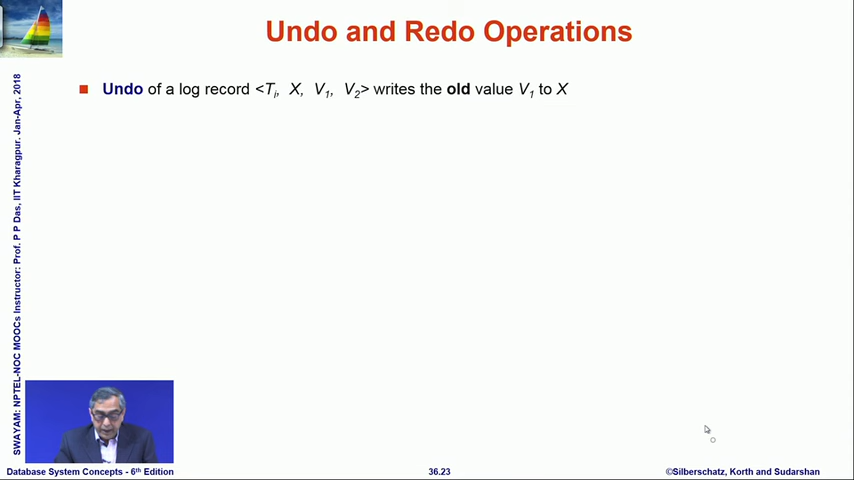 Undo and Redo Operations
Undo of a log record <Ti, X, V1, V2> writes the old value V1 to X
SWAYAM: NPTEL-NOC MOOCs Instructor: Prof. P P Das, IIT Kharagpur. Jan-Apr, 2018
Database System Concepts - 6th Edition
36.23
©Silberschatz, Korth and Sudarshan